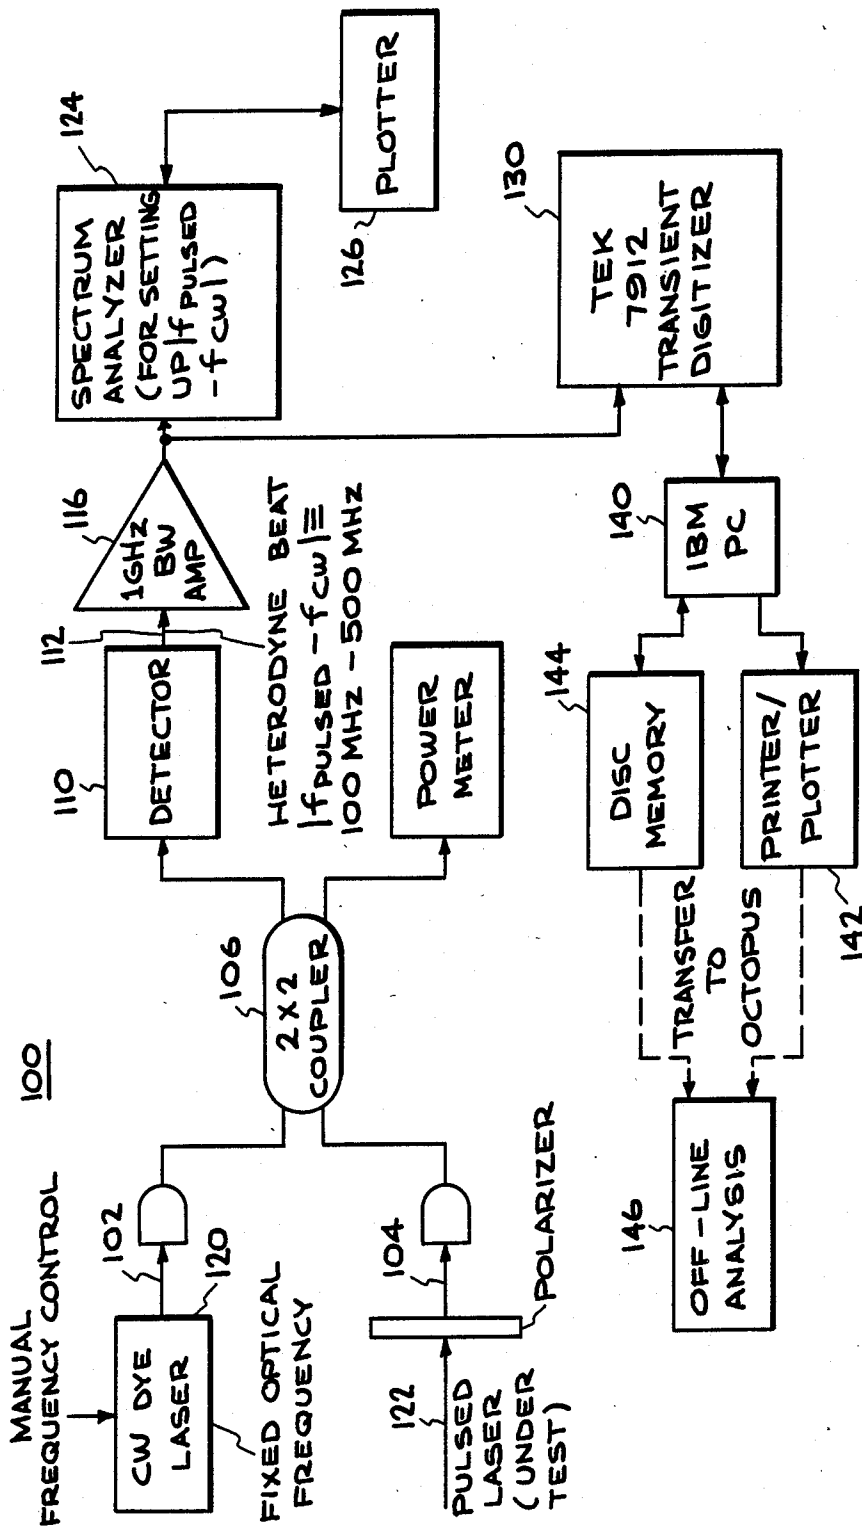 100
MANUAL
FREQUENCY CONTROL
CW DYE
LASER
102
120
FIXED OPTICAL
FREQUENCY
122
PULSED
LASER
(UNDER
TEST)
104
POLARIZER
106
2 X 2
COUPLER
110
DETECTOR
112
116
1GHz
BW
AMP
HETERODYNE BEAT
|fPULSED - fCW| ≡
100 MHz - 500 MHz
POWER
METER
124
SPECTRUM
ANALYZER
(FOR SETTING
UP|fPULSED
-fCW|)
126
PLOTTER
130
TEK
7912
TRANSIENT
DIGITIZER
140
IBM
PC
144
DISC
MEMORY
PRINTER/
PLOTTER
142
TRANSFER
TO
OCTOPUS
146
OFF-LINE
ANALYSIS